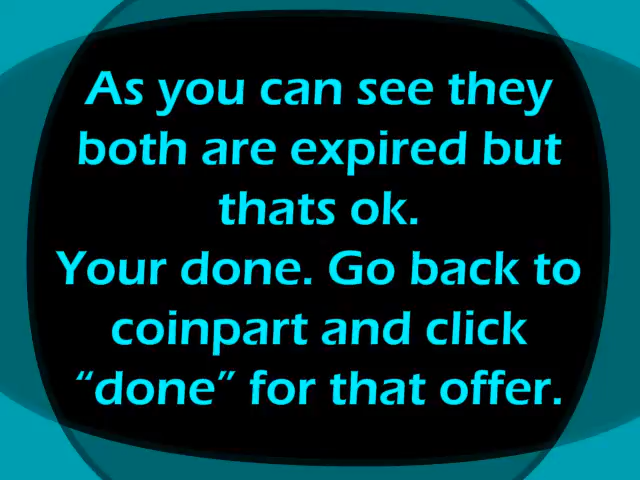 As you can see they
both are expired but
thats ok.
Your done. Go back to
coinpart and click
“done” for that offer.